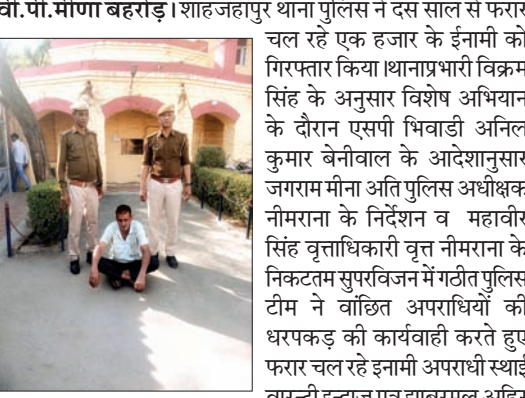 वी.पी.मीणा बहरोड़। शाहजहांपुर थाना पुलिस ने दस साल से फरार
चल रहे एक हजार के ईनामी को
गिरफ्तार किया।थानाप्रभारी विक्रम
सिंह के अनुसार विशेष अभियान
के दौरान एसपी भिवाडी अनिल
कुमार बेनीवाल के आदेशानुसार
जगराम मीना अति पुलिस अधीक्षक
नीमराना के निर्देशन व महावीर
सिंह वृत्ताधिकारी वृत्त नीमराना के
निकटतम सुपरविजन में गठीत पुलिस
टीम ने वांछित अपराधियों की
धरपकड़ की कार्यवाही करते हुए
फरार चल रहे इनामी अपराधी स्थाई